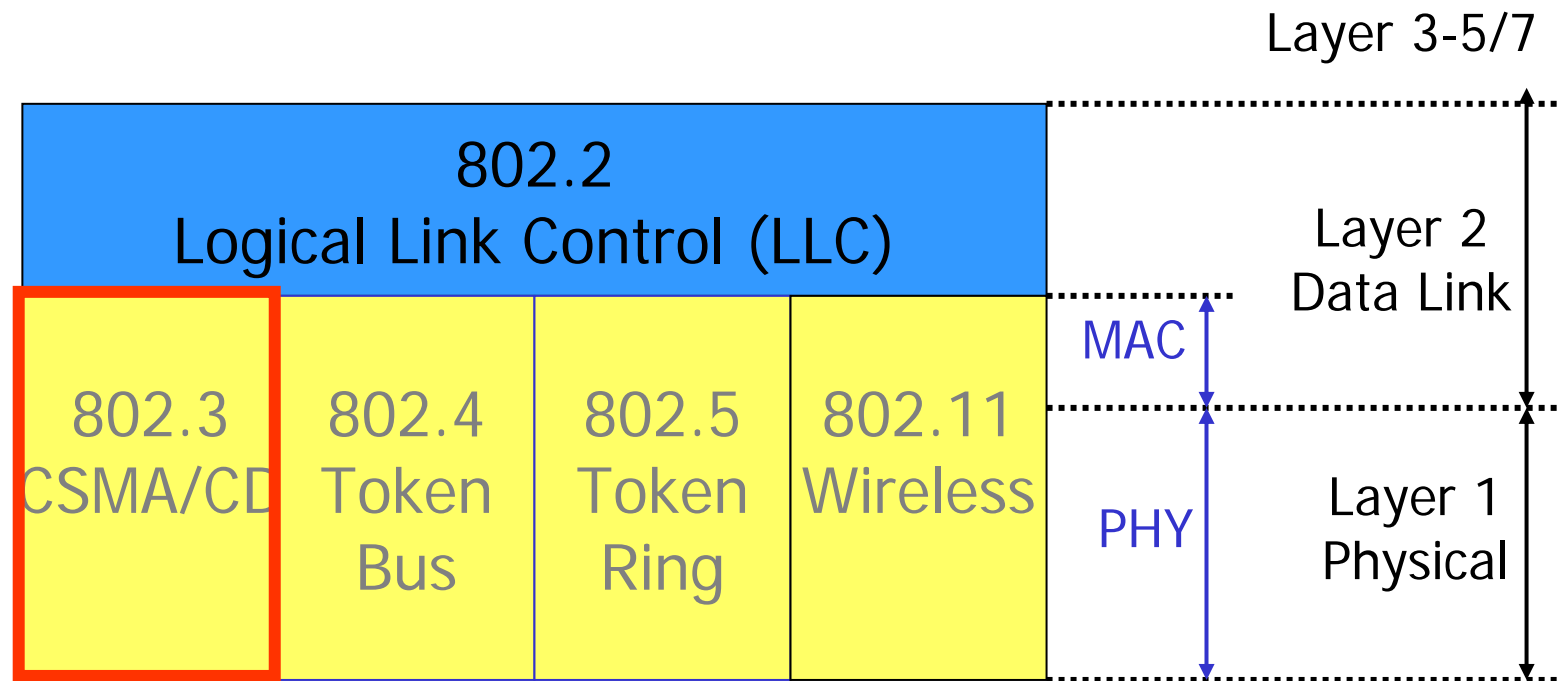 Layer 3-5/7
802.2
Logical Link Control (LLC)
Layer 2
Data Link
MAC
802.3
CSMA/CD
802.4
Token
Bus
802.5
Token
Ring
802.11
Wireless
PHY
Layer 1
Physical